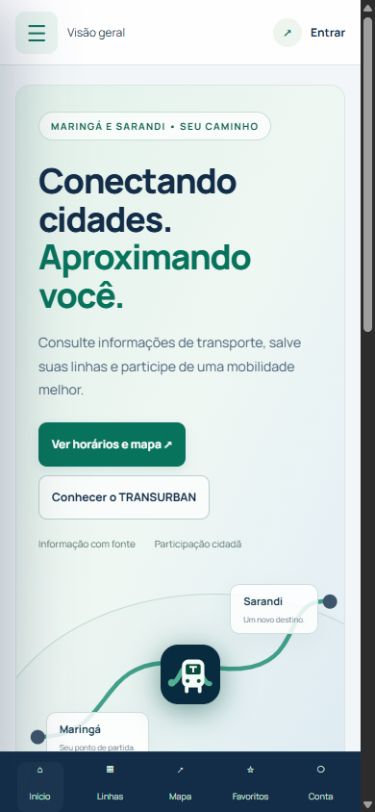 Visão geral
Entrar
MARINGÁ E SARANDI • SEU CAMINHO
Conectando
cidades.
Aproximando
você.
Consulte informações de transporte, salve
suas linhas e participe de uma mobilidade
melhor.
Ver horários e mapa ↗
Conhecer o TRANSURBAN
Informação com fonte Participação cidadã
Sarandi
Um novo destino.
T
Maringá
Seu ponto de partida.
Início Linhas Mapa Favoritos Conta